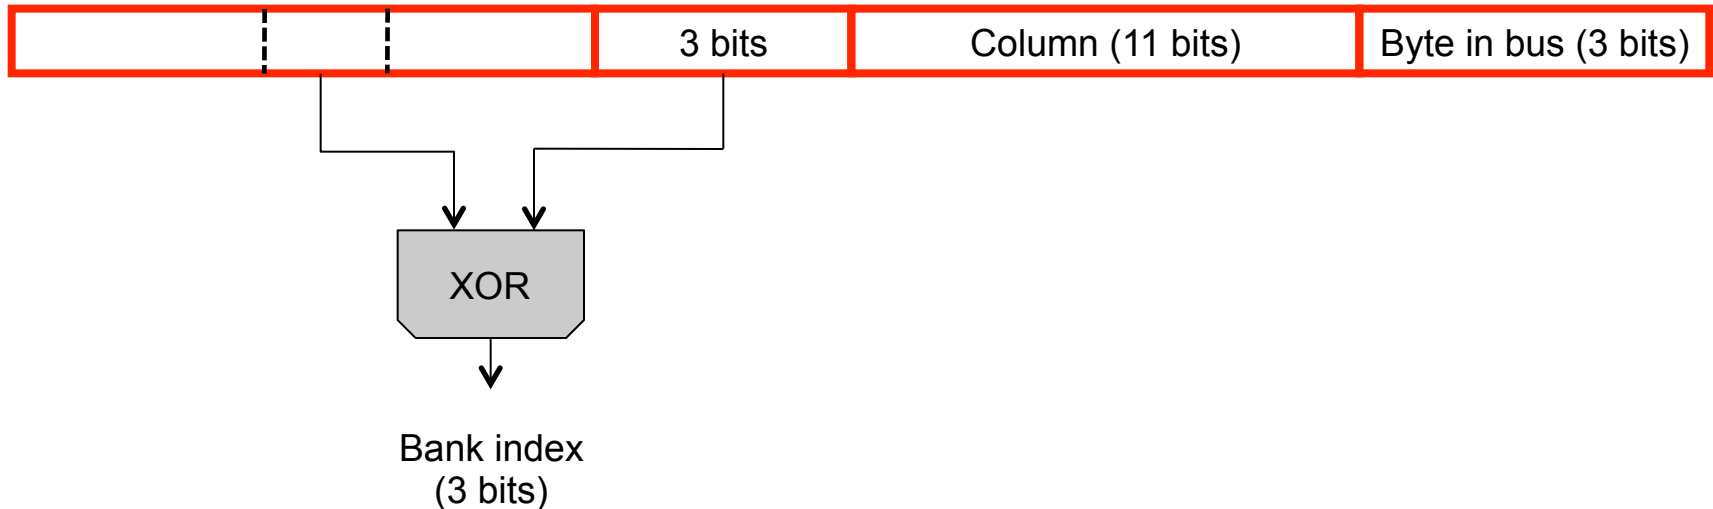 3 bits
Column (11 bits)
Byte in bus (3 bits)
XOR
Bank index
(3 bits)